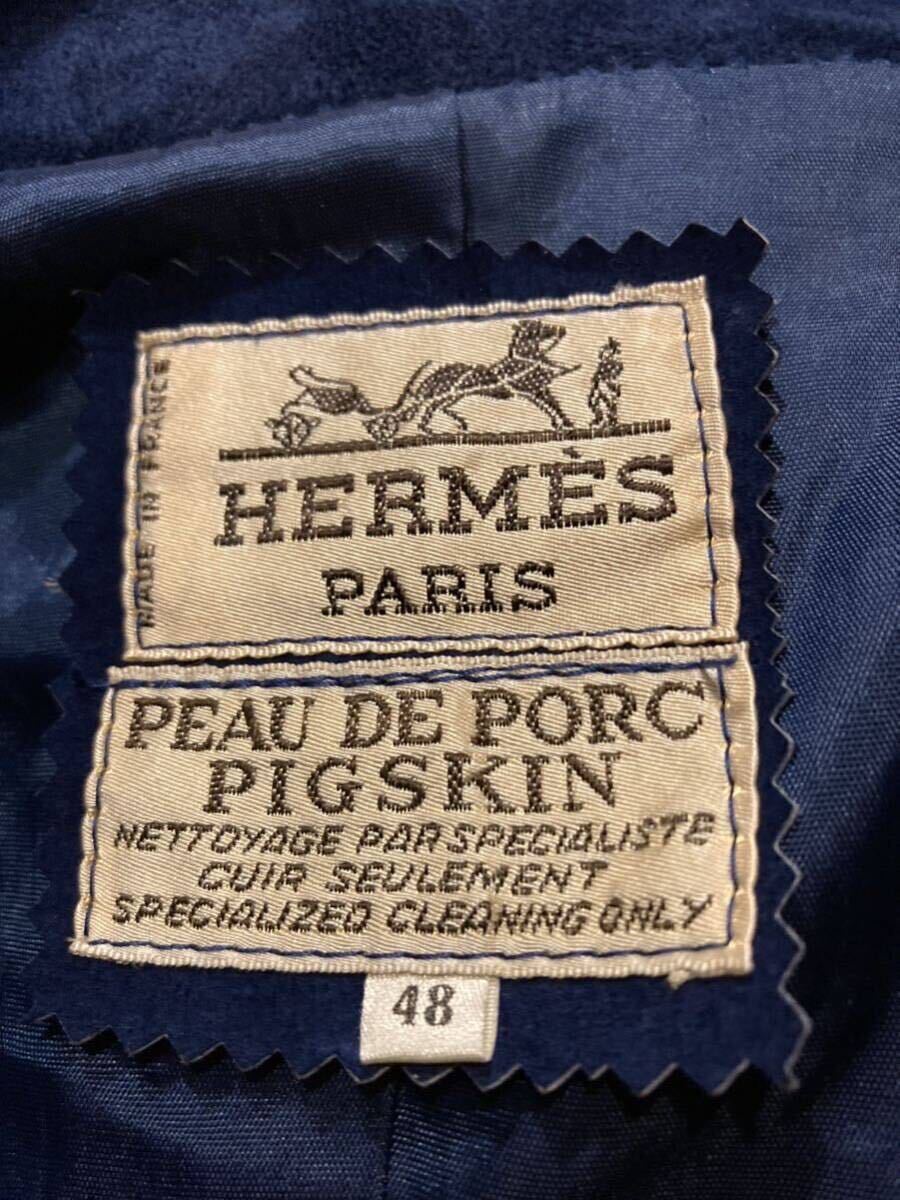 MADE IN FRANCE
HERMÈS
PARIS
PEAU DE PORC
PIGSKIN
NETTOYAGE PAR SPECIALISTE
CUIR SEULEMENT
SPECIALIZED CLEANING ONLY
48